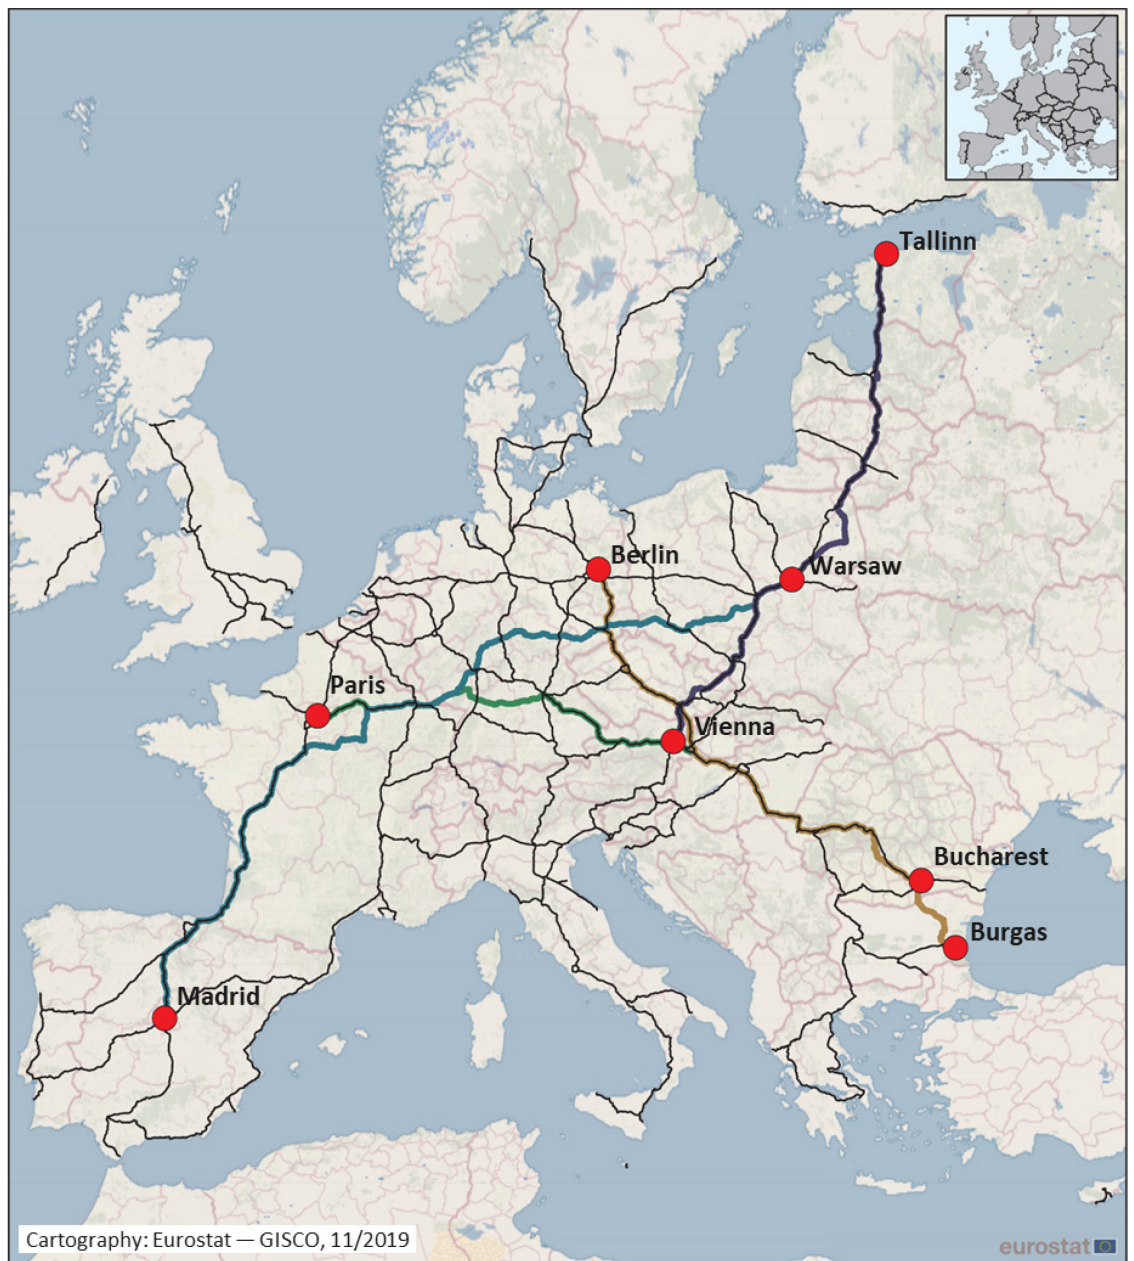 Tallinn
Berlin
Warsaw
Paris
Vienna
Bucharest
Burgas
Madrid
Cartography: Eurostat — GISCO, 11/2019
eurostat